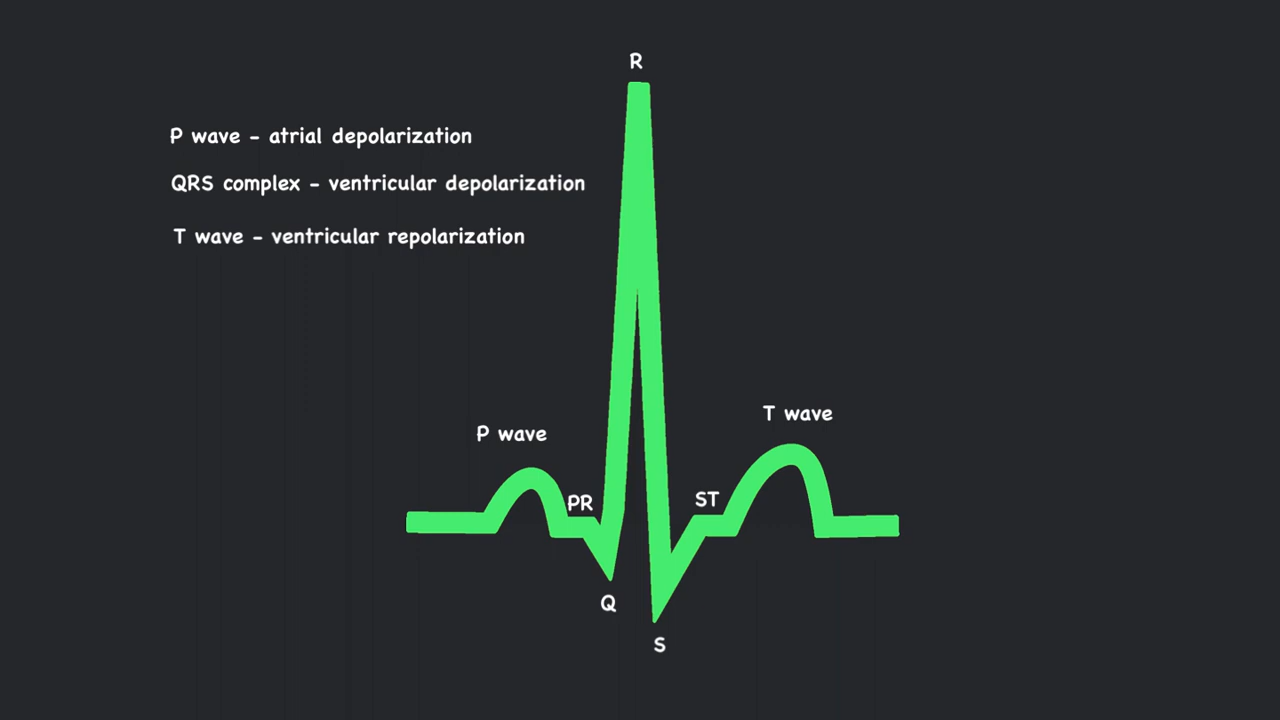 R
P wave - atrial depolarization
QRS complex - ventricular depolarization
T wave - ventricular repolarization
T wave
P wave
ST
PR
Q
S